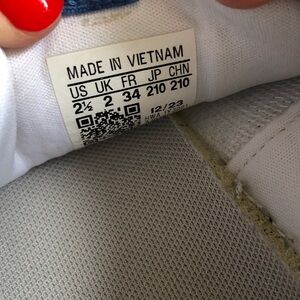 MADE IN VIETNAM
US UK FR JP CHN
2½ 2 34 210 210
12/23